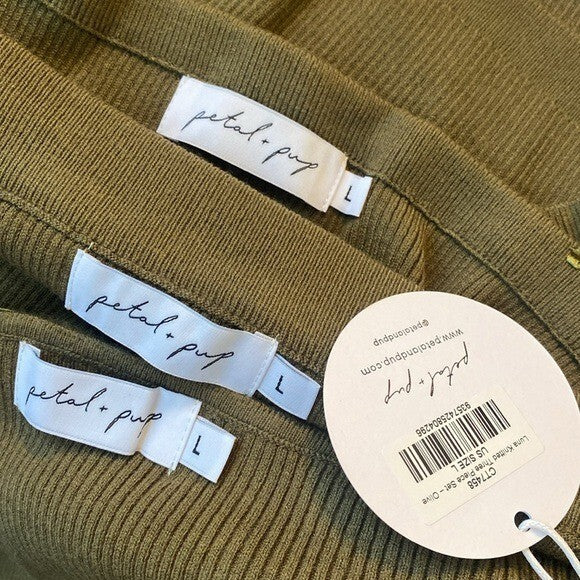 petal + pup
L
petal + pup
L
petal + pup
L
@petalandpup
www.petalandpup.com
petal + pup
9357425804286
CT7458
Luna Knitted Three Piece Set - Olive
US SIZE L